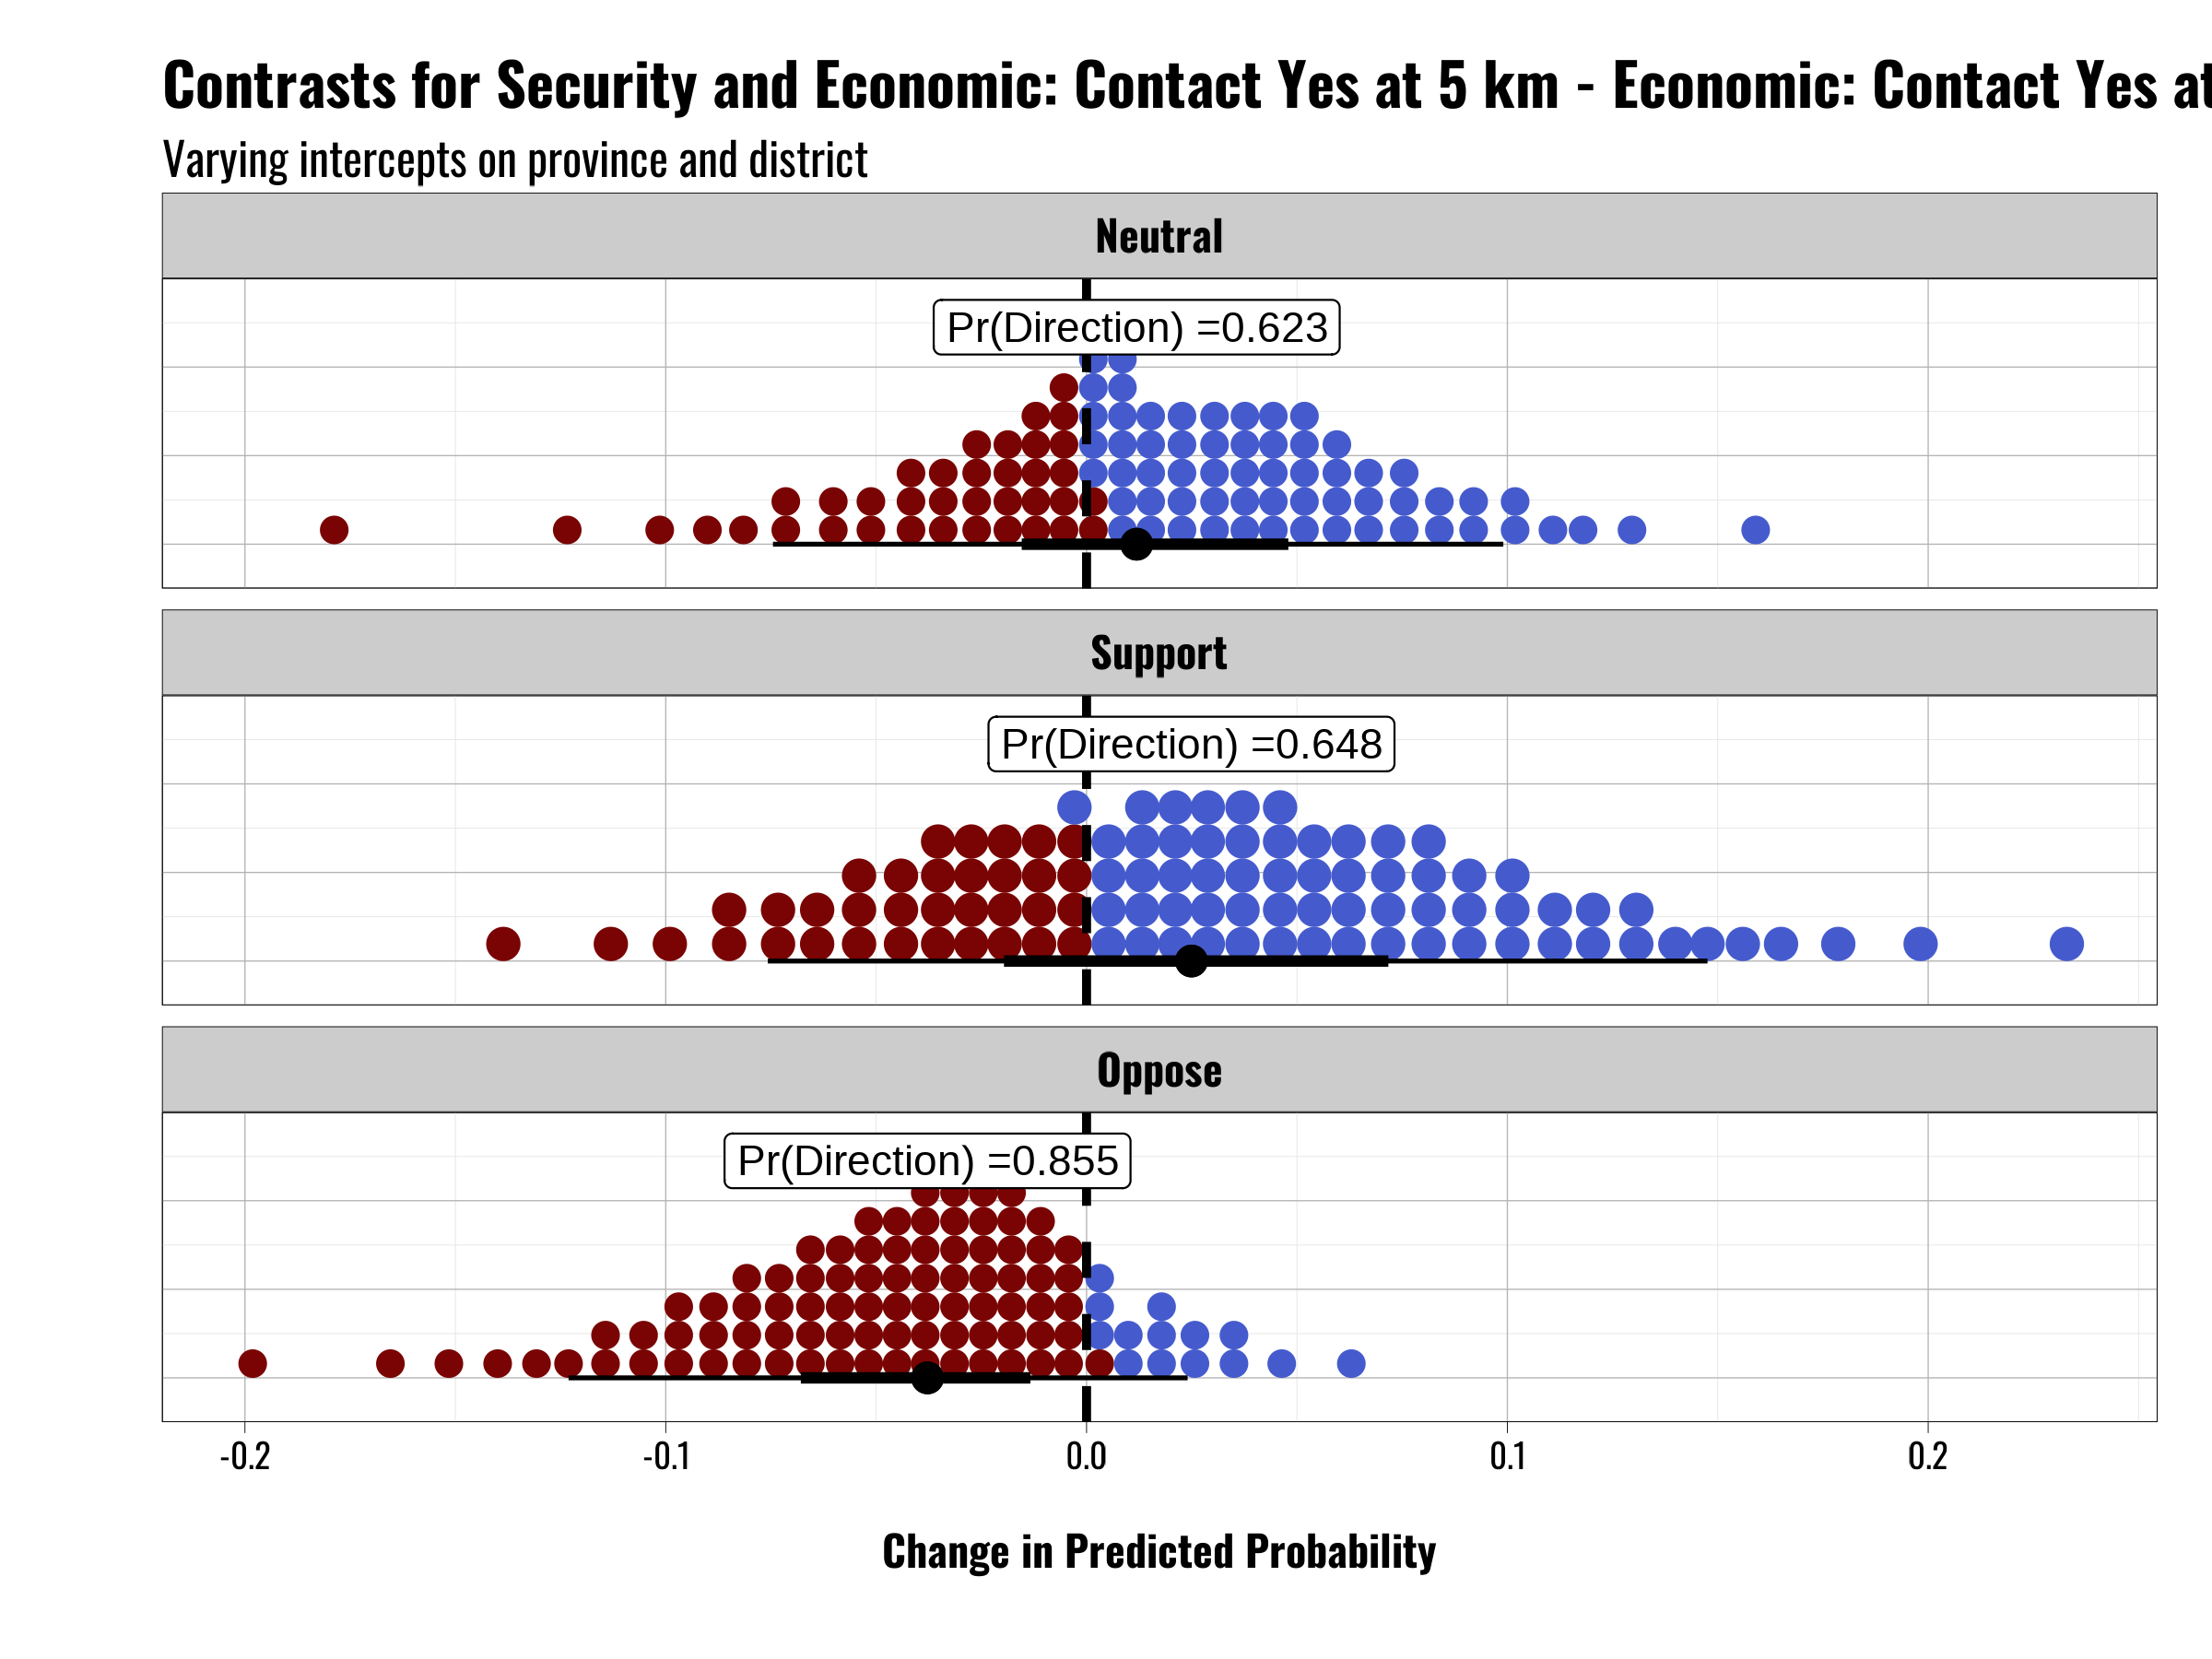 Contrasts for Security and Economic: Contact Yes at 5 km - Economic: Contact Yes at
Varying intercepts on province and district
Neutral
Pr(Direction) =0.623
Support
Pr(Direction) =0.648
Oppose
Pr(Direction) =0.855
-0.2 -0.1 0.0 0.1 0.2
Change in Predicted Probability